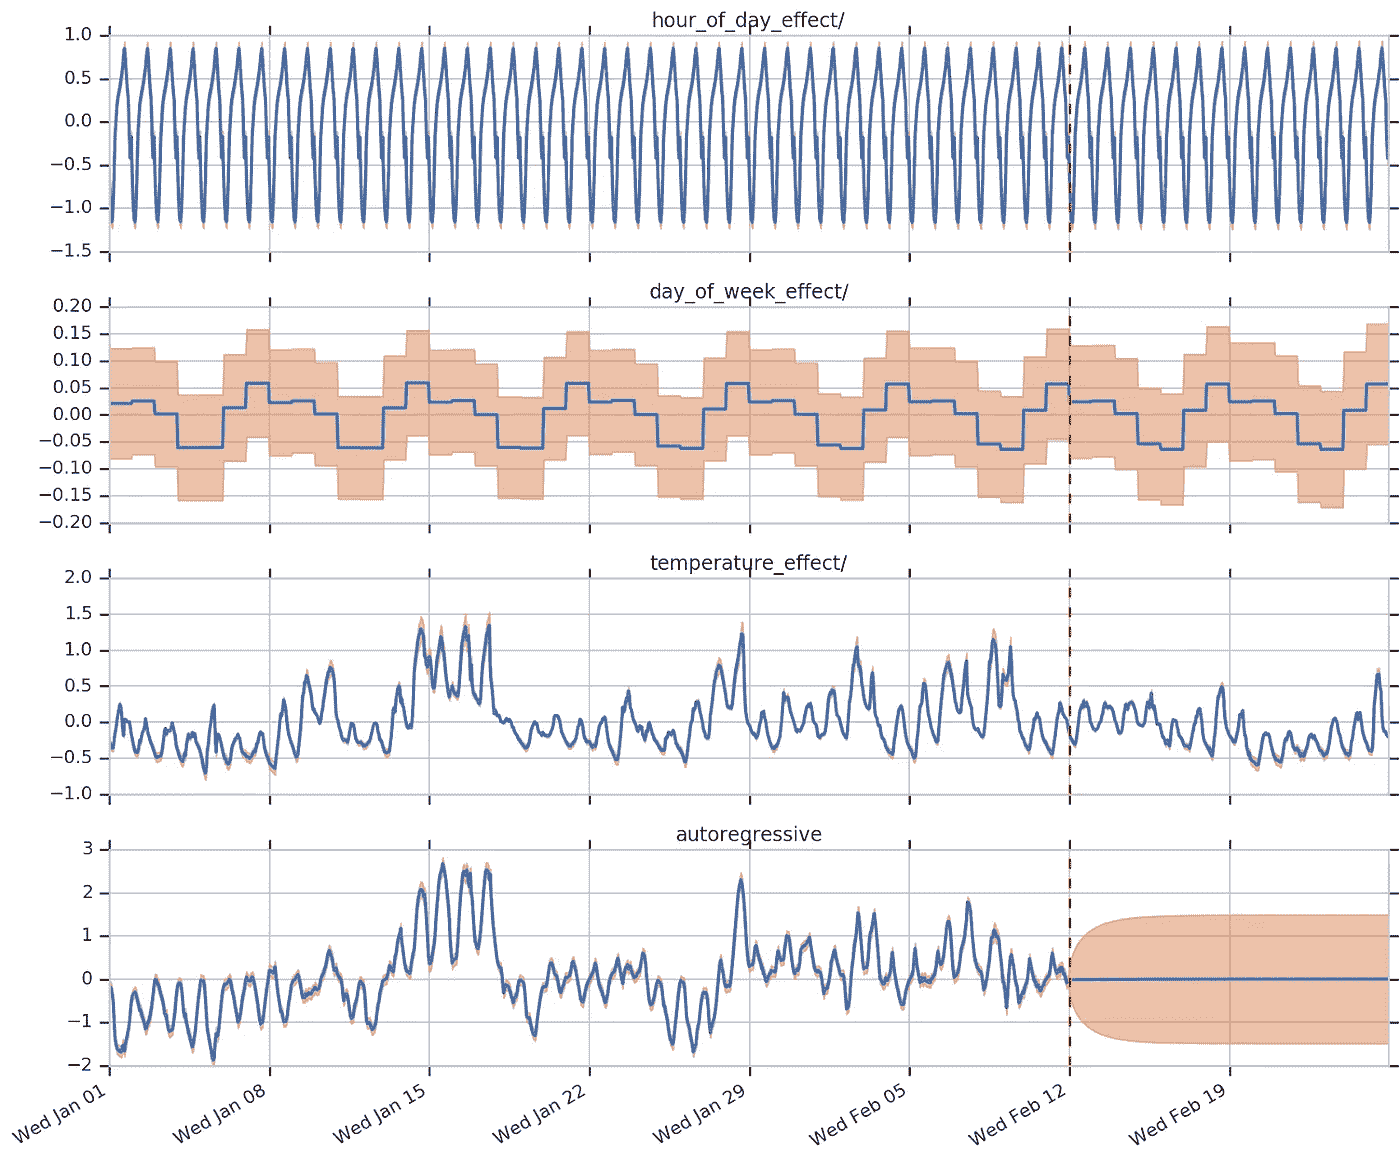 hour_of_day_effect/
1.0
0.5
0.0
−0.5
−1.0
−1.5
day_of_week_effect/
0.20
0.15
0.10
0.05
0.00
−0.05
−0.10
−0.15
−0.20
temperature_effect/
2.0
1.5
1.0
0.5
0.0
−0.5
−1.0
autoregressive
3
2
1
0
−1
−2
Wed Jan 01
Wed Jan 08
Wed Jan 15
Wed Jan 22
Wed Jan 29
Wed Feb 05
Wed Feb 12
Wed Feb 19